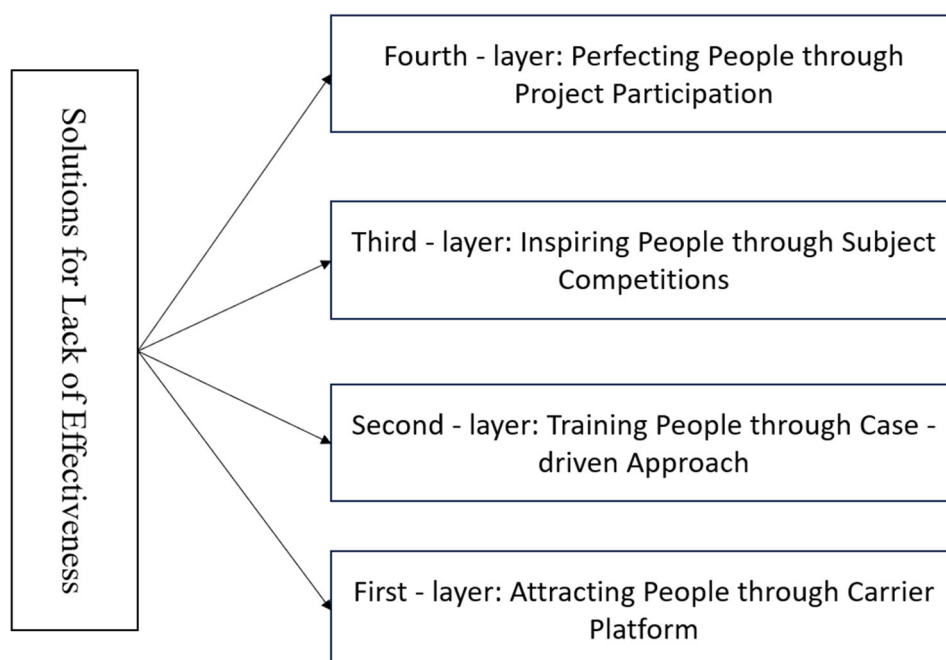 Solutions for Lack of Effectiveness
Fourth - layer: Perfecting People through
Project Participation
Third - layer: Inspiring People through Subject
Competitions
Second - layer: Training People through Case -
driven Approach
First - layer: Attracting People through Carrier
Platform